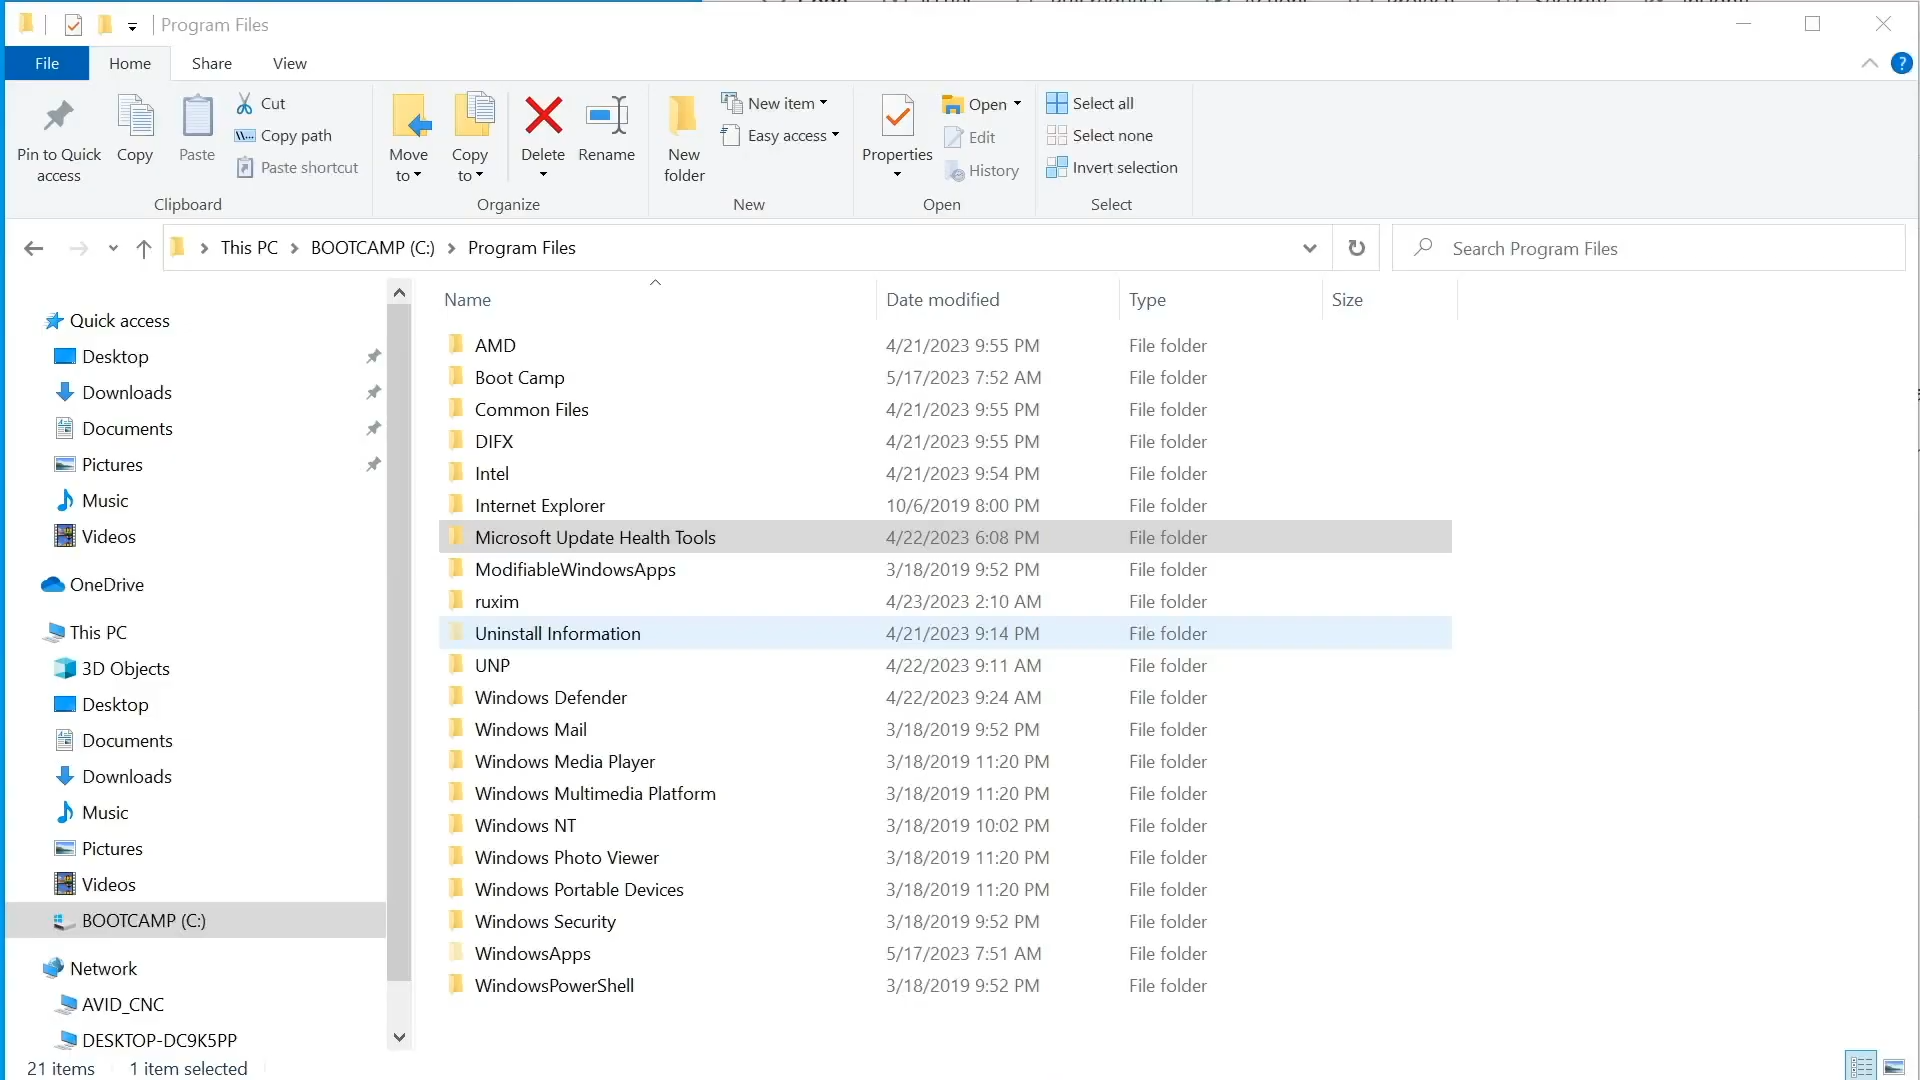 Program Files
File Home Share View
Pin to Quick access
Copy
Paste
Cut
Copy path
Paste shortcut
Clipboard
Move to
Copy to
Delete
Rename
Organize
New folder
New item
Easy access
New
Properties
Open
Edit
History
Open
Select all
Select none
Invert selection
Select
This PC BOOTCAMP (C:) Program Files
Search Program Files
Quick access
Desktop
Downloads
Documents
Pictures
Music
Videos
OneDrive
This PC
3D Objects
Desktop
Documents
Downloads
Music
Pictures
Videos
BOOTCAMP (C:)
Network
AVID_CNC
DESKTOP-DC9K5PP
Name Date modified Type Size
AMD 4/21/2023 9:55 PM File folder
Boot Camp 5/17/2023 7:52 AM File folder
Common Files 4/21/2023 9:55 PM File folder
DIFX 4/21/2023 9:55 PM File folder
Intel 4/21/2023 9:54 PM File folder
Internet Explorer 10/6/2019 8:00 PM File folder
Microsoft Update Health Tools 4/22/2023 6:08 PM File folder
ModifiableWindowsApps 3/18/2019 9:52 PM File folder
ruxim 4/23/2023 2:10 AM File folder
Uninstall Information 4/21/2023 9:14 PM File folder
UNP 4/22/2023 9:11 AM File folder
Windows Defender 4/22/2023 9:24 AM File folder
Windows Mail 3/18/2019 9:52 PM File folder
Windows Media Player 3/18/2019 11:20 PM File folder
Windows Multimedia Platform 3/18/2019 11:20 PM File folder
Windows NT 3/18/2019 10:02 PM File folder
Windows Photo Viewer 3/18/2019 11:20 PM File folder
Windows Portable Devices 3/18/2019 11:20 PM File folder
Windows Security 3/18/2019 9:52 PM File folder
WindowsApps 5/17/2023 7:51 AM File folder
WindowsPowerShell 3/18/2019 9:52 PM File folder
21 items 1 item selected